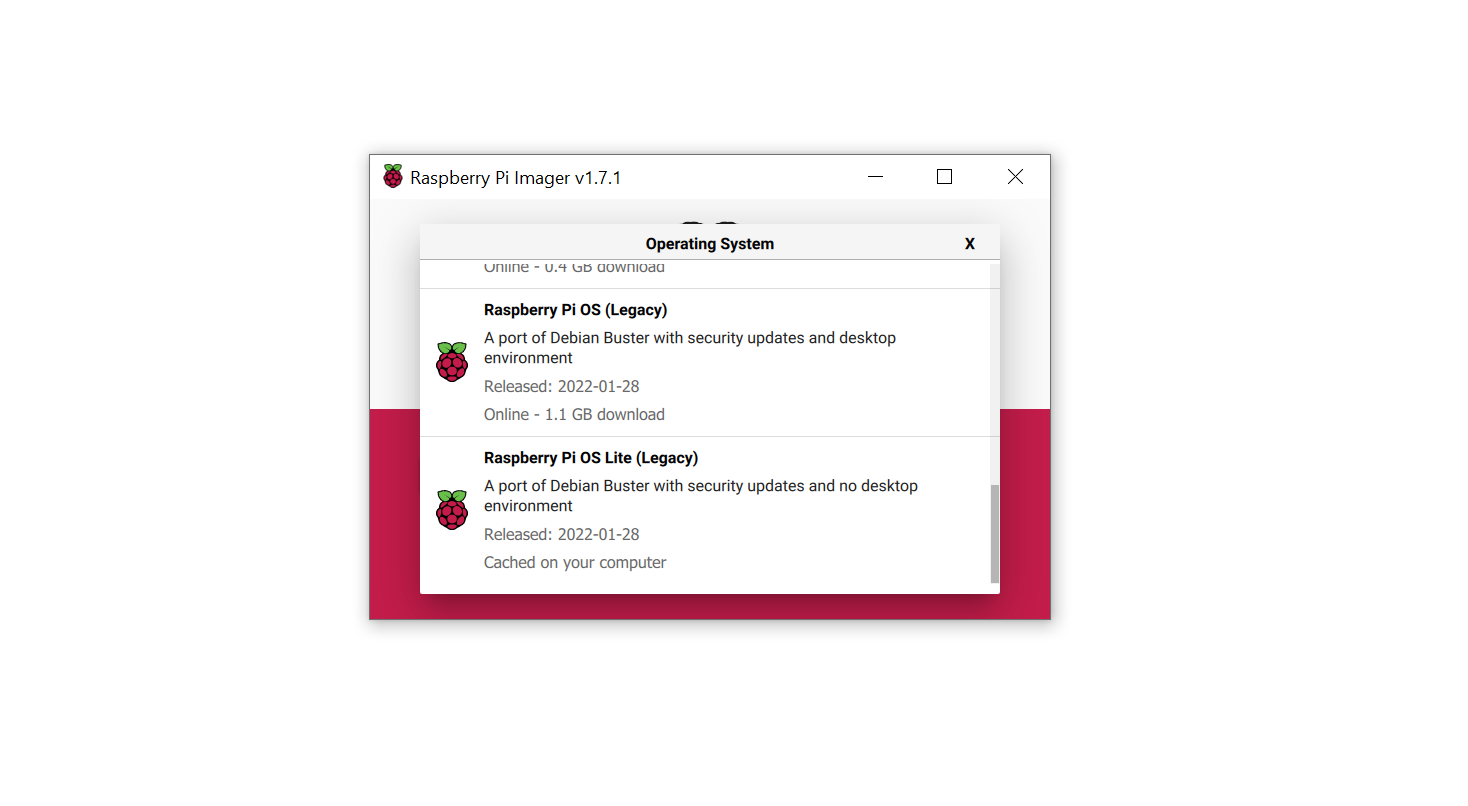 Raspberry Pi Imager v1.7.1
Operating System
X
Online - 0.4 GB download
Raspberry Pi OS (Legacy)
A port of Debian Buster with security updates and desktop
environment
Released: 2022-01-28
Online - 1.1 GB download
Raspberry Pi OS Lite (Legacy)
A port of Debian Buster with security updates and no desktop
environment
Released: 2022-01-28
Cached on your computer